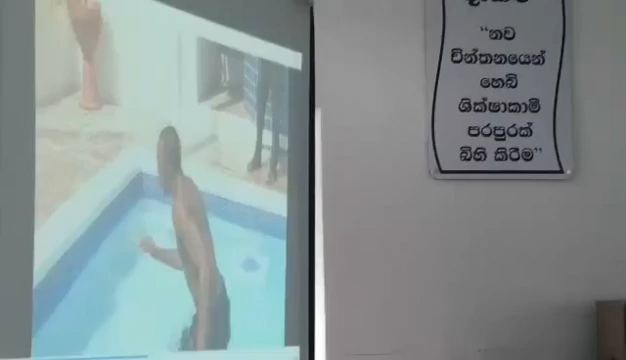 “නව
චින්තනයෙන්
හෙබි
ශික්ෂාකාමී
පරපුරක්
බිහි කිරීම”